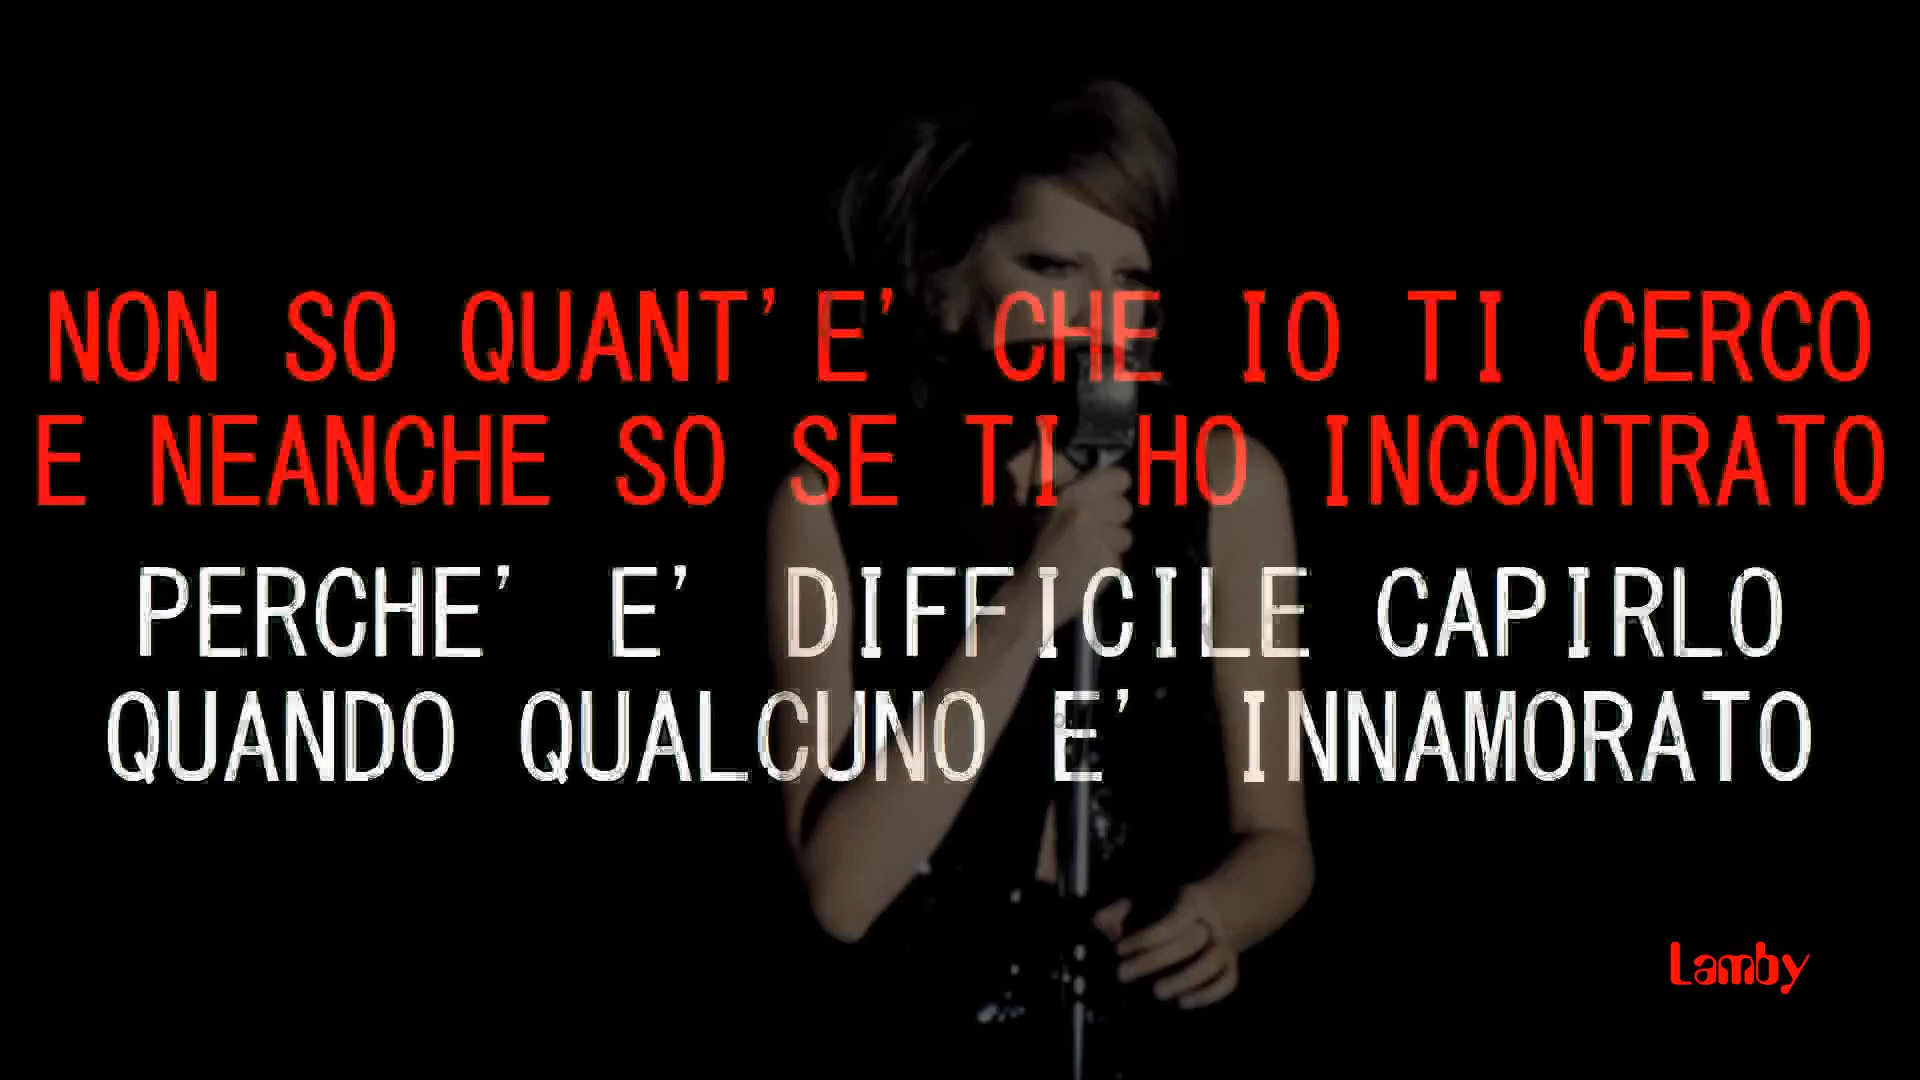 NON SO QUANT'E' CHE IO TI CERCO
E NEANCHE SO SE TI HO INCONTRATO
PERCHE' E' DIFFICILE CAPIRLO
QUANDO QUALCUNO E' INNAMORATO
Lamby